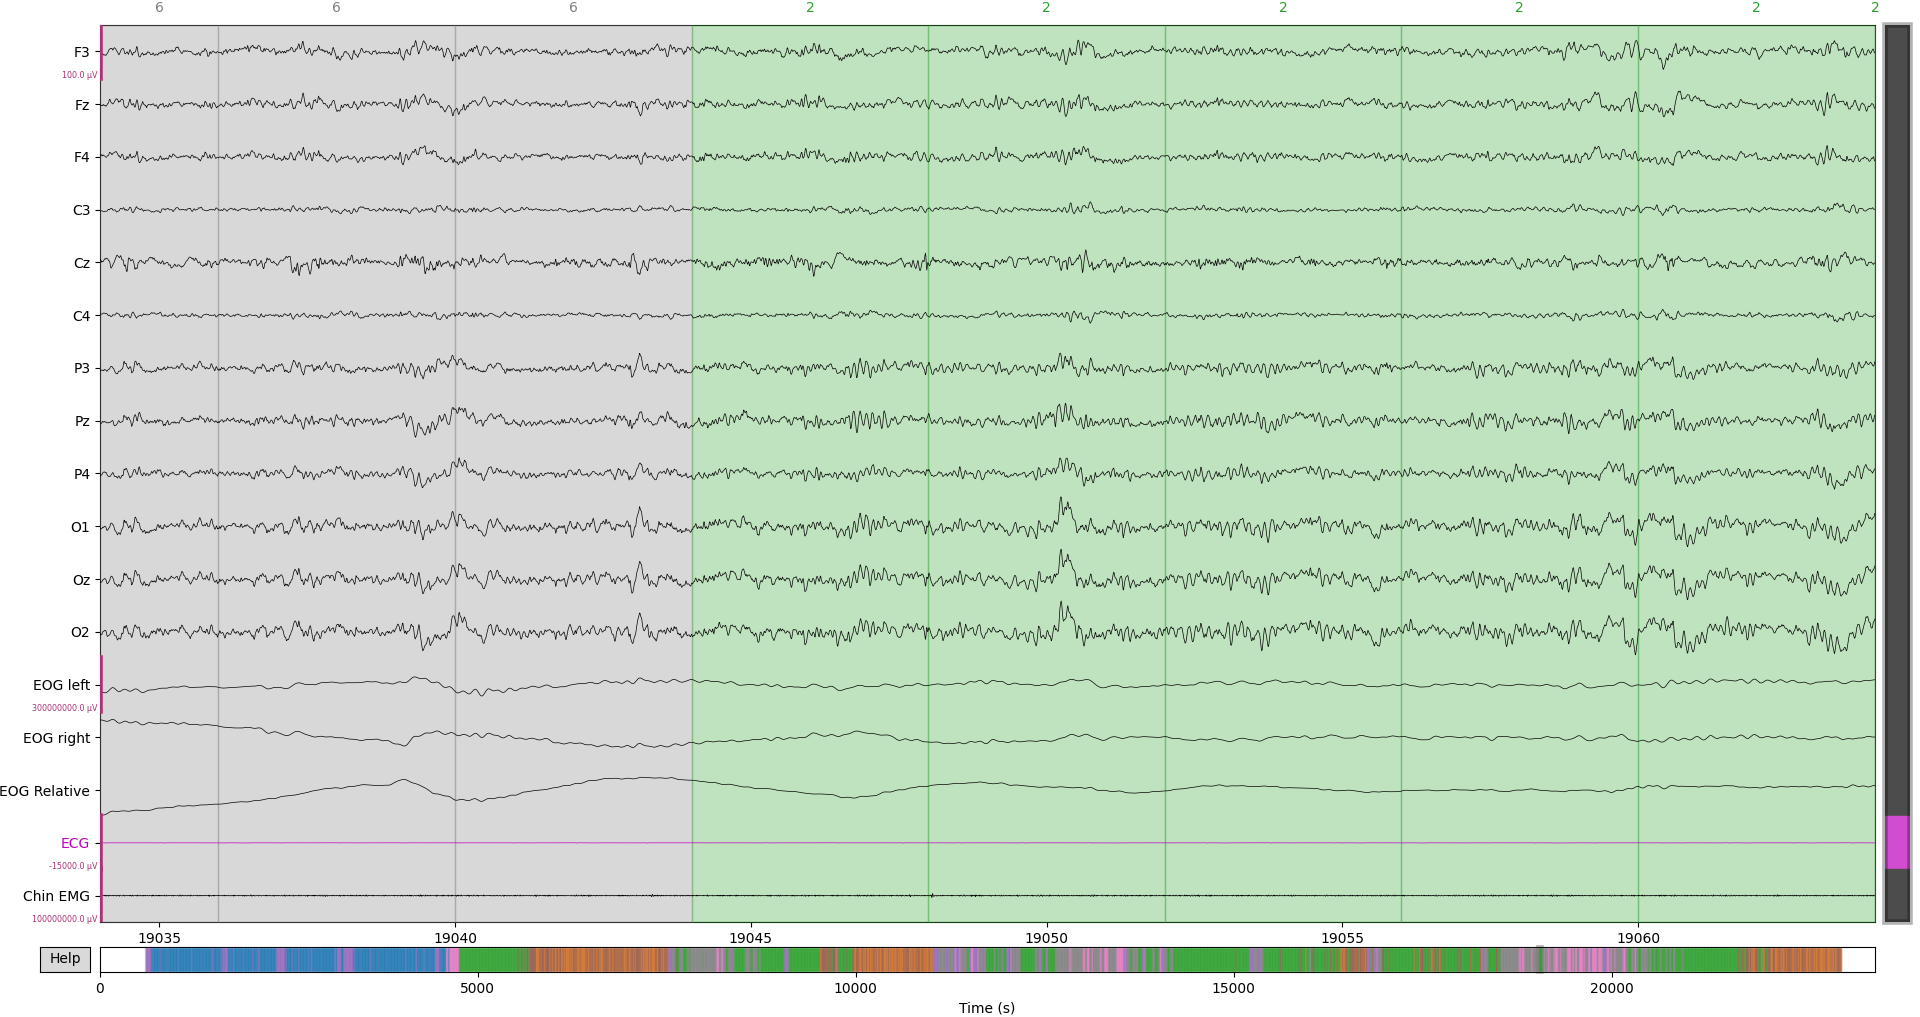 6 6 6 2 2 2 2 2 2
F3
100.0 µV
Fz
F4
C3
Cz
C4
P3
Pz
P4
O1
Oz
O2
EOG left
300000000.0 µV
EOG right
EOG Relative
ECG
-15000.0 µV
Chin EMG
100000000.0 µV
19035 19040 19045 19050 19055 19060
Help
0 5000 10000 15000 20000
Time (s)